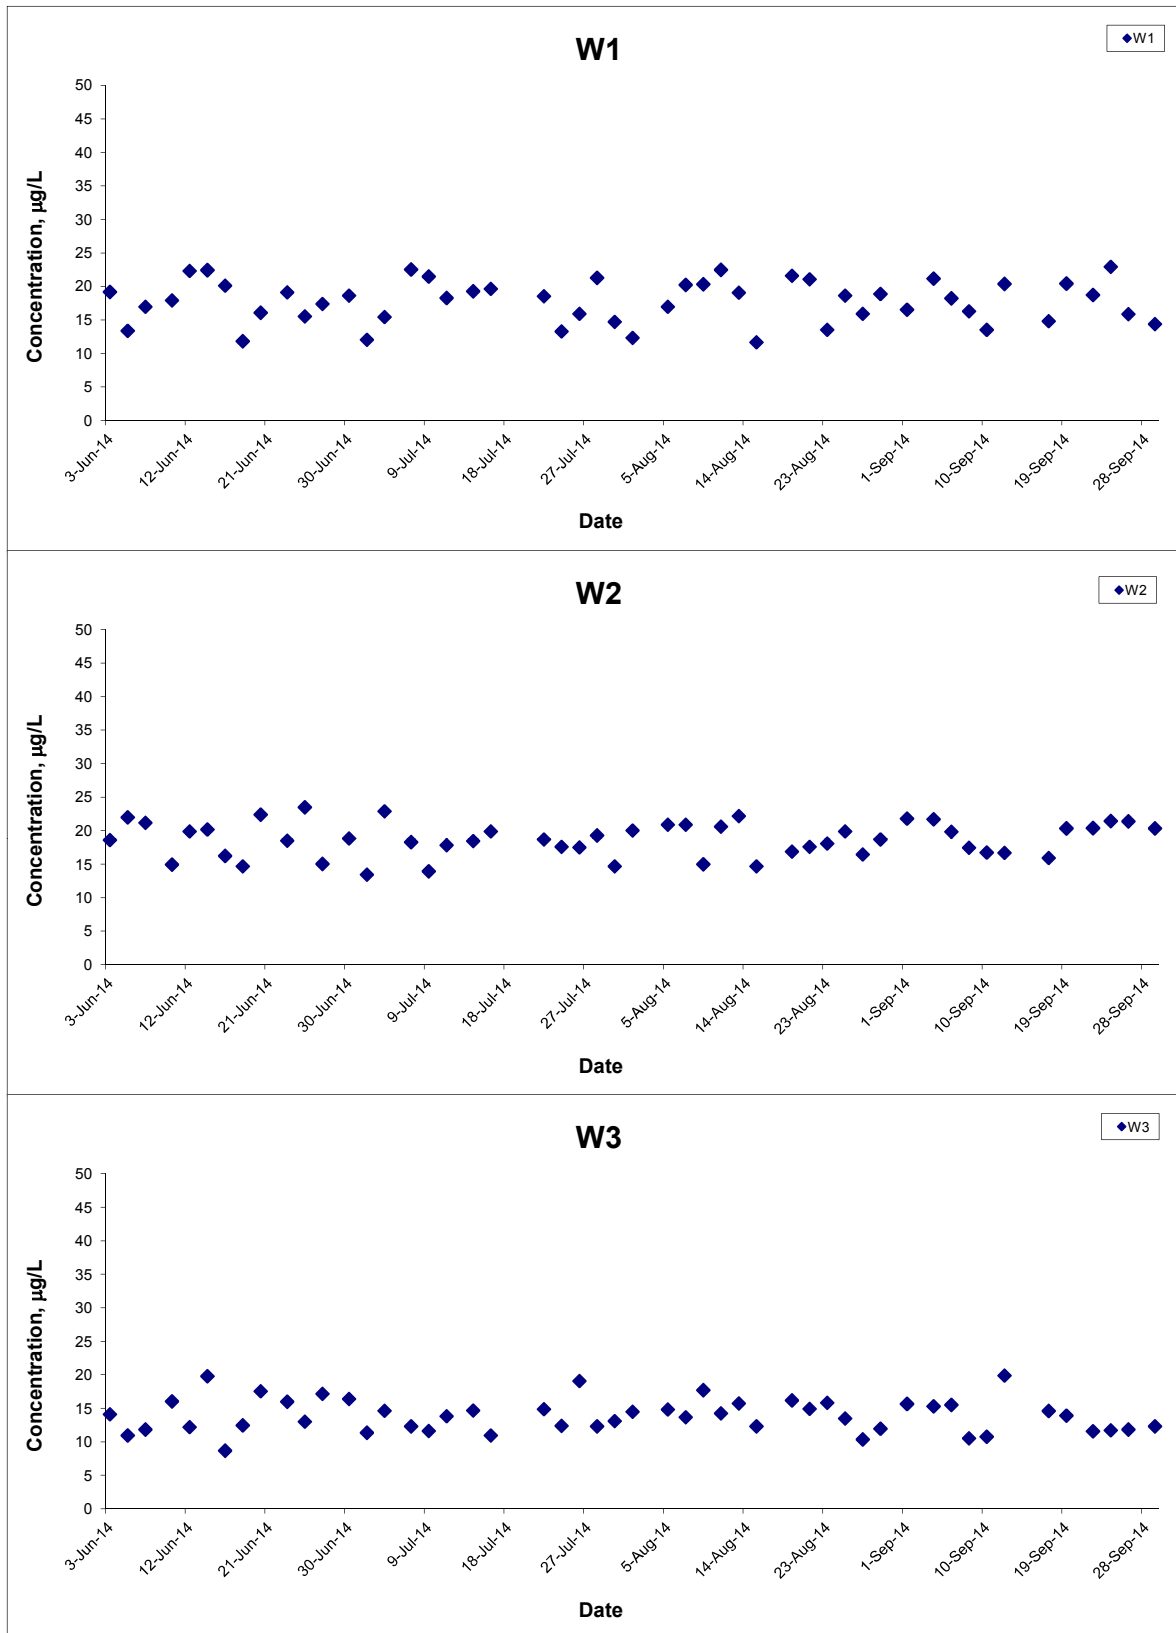 W1
W1
50
45
40
35
30
25
20
15
10
5
0
Concentration, µg/L
3-Jun-14
12-Jun-14
21-Jun-14
30-Jun-14
9-Jul-14
18-Jul-14
27-Jul-14
5-Aug-14
14-Aug-14
23-Aug-14
1-Sep-14
10-Sep-14
19-Sep-14
28-Sep-14
Date
W2
W2
50
45
40
35
30
25
20
15
10
5
0
Concentration, µg/L
3-Jun-14
12-Jun-14
21-Jun-14
30-Jun-14
9-Jul-14
18-Jul-14
27-Jul-14
5-Aug-14
14-Aug-14
23-Aug-14
1-Sep-14
10-Sep-14
19-Sep-14
28-Sep-14
Date
W3
W3
50
45
40
35
30
25
20
15
10
5
0
Concentration, µg/L
3-Jun-14
12-Jun-14
21-Jun-14
30-Jun-14
9-Jul-14
18-Jul-14
27-Jul-14
5-Aug-14
14-Aug-14
23-Aug-14
1-Sep-14
10-Sep-14
19-Sep-14
28-Sep-14
Date